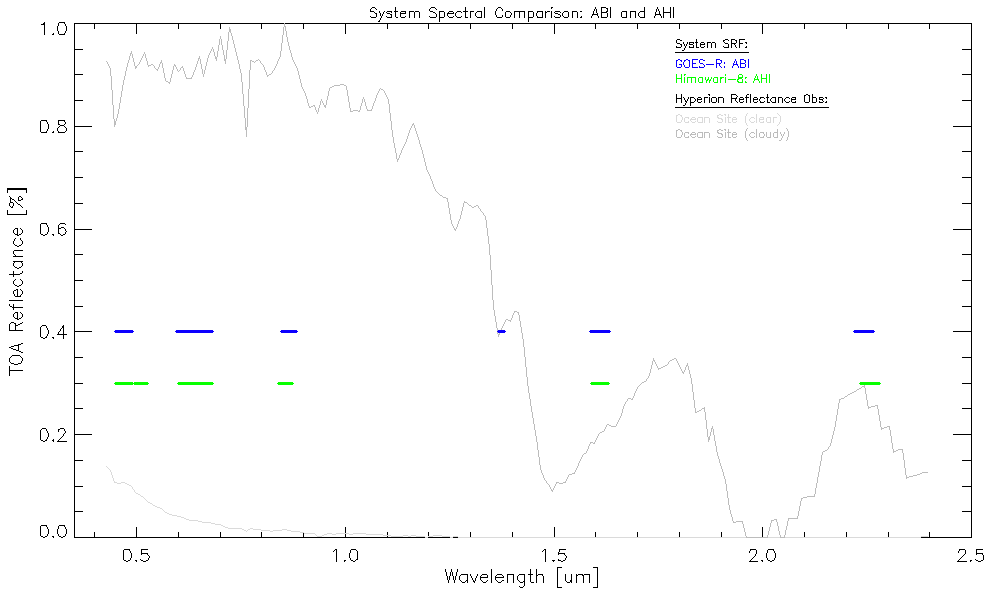 System Spectral Comparison: ABI and AHI
System SRF:
GOES-R: ABI
Himawari-8: AHI
Hyperion Reflectance Obs:
Ocean Site (clear)
Ocean Site (cloudy)
TOA Reflectance [%]
1.0
0.8
0.6
0.4
0.2
0.0
0.5
1.0
1.5
2.0
2.5
Wavelength [um]